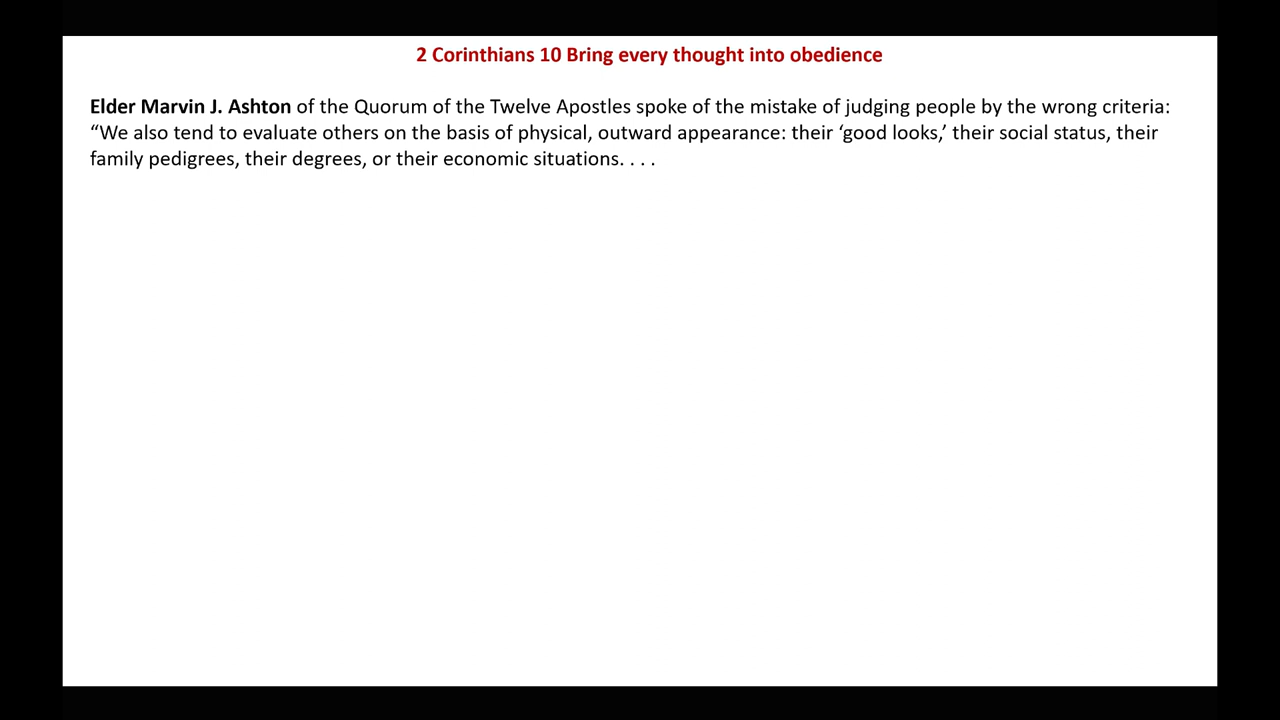 2 Corinthians 10 Bring every thought into obedience
Elder Marvin J. Ashton of the Quorum of the Twelve Apostles spoke of the mistake of judging people by the wrong criteria:
“We also tend to evaluate others on the basis of physical, outward appearance: their ‘good looks,’ their social status, their
family pedigrees, their degrees, or their economic situations. . . .